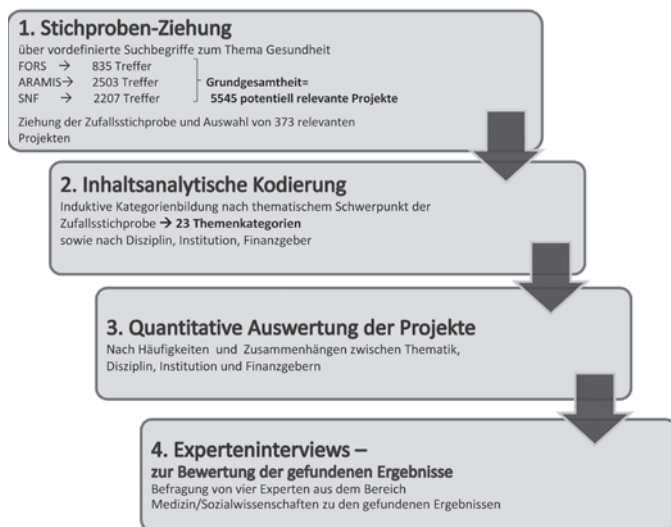 1. Stichproben-Ziehung
über vordefinierte Suchbegriffe zum Thema Gesundheit
FORS → 835 Treffer
ARAMIS→ 2503 Treffer Grundgesamtheit=
SNF → 2207 Treffer 5545 potentiell relevante Projekte
Ziehung der Zufallsstichprobe und Auswahl von 373 relevanten
Projekten
2. Inhaltsanalytische Kodierung
Induktive Kategorienbildung nach thematischem Schwerpunkt der
Zufallsstichprobe → 23 Themenkategorien
sowie nach Disziplin, Institution, Finanzgeber
3. Quantitative Auswertung der Projekte
Nach Häufigkeiten und Zusammenhängen zwischen Thematik,
Disziplin, Institution und Finanzgebern
4. Experteninterviews –
zur Bewertung der gefundenen Ergebnisse
Befragung von vier Experten aus dem Bereich
Medizin/Sozialwissenschaften zu den gefundenen Ergebnissen